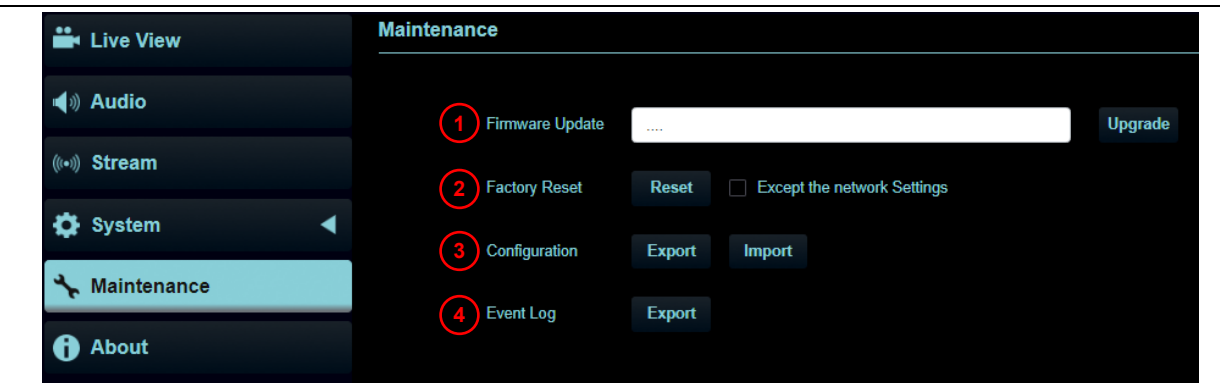 Live View
Audio
Stream
System
Maintenance
About
Maintenance
1 Firmware Update .... Upgrade
2 Factory Reset Reset Except the network Settings
3 Configuration Export Import
4 Event Log Export